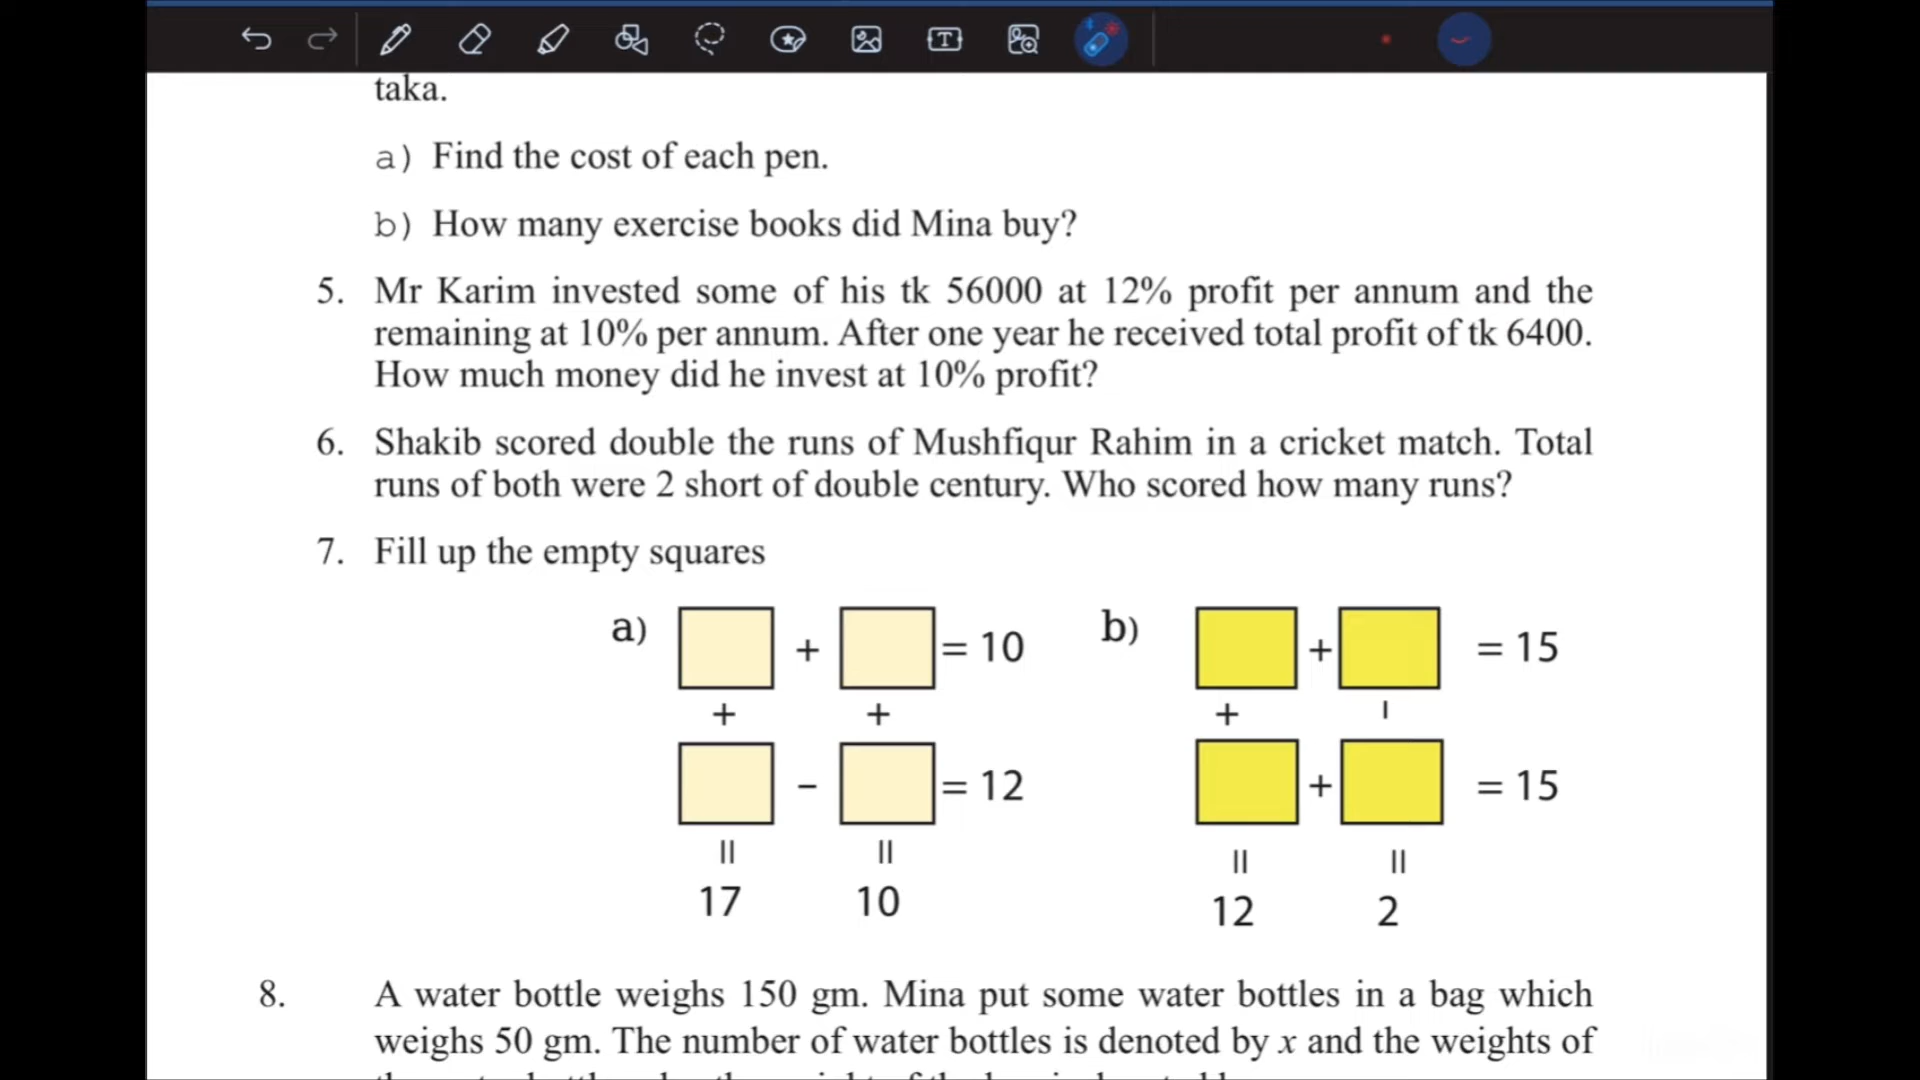 taka.
a) Find the cost of each pen.
b) How many exercise books did Mina buy?
5. Mr Karim invested some of his tk 56000 at 12% profit per annum and the
remaining at 10% per annum. After one year he received total profit of tk 6400.
How much money did he invest at 10% profit?
6. Shakib scored double the runs of Mushfiqur Rahim in a cricket match. Total
runs of both were 2 short of double century. Who scored how many runs?
7. Fill up the empty squares
a) + = 10 b) + = 15
+ + + ı
- = 12 + = 15
= = = =
17 10 12 2
8. A water bottle weighs 150 gm. Mina put some water bottles in a bag which
weighs 50 gm. The number of water bottles is denoted by x and the weights of